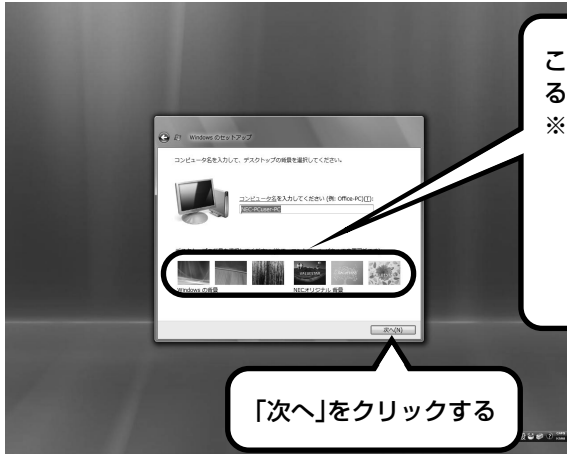 こ
る
※
Windows のセットアップ
コンピュータ名を入力して、デスクトップの背景を選択してください。
コンピュータ名を入力してください (例: Office-PC)(T):
NEC-PCuser-PC
VALUESTAR
Windows の背景
NECオリジナル 背景
次へ(N)
「次へ」をクリックする